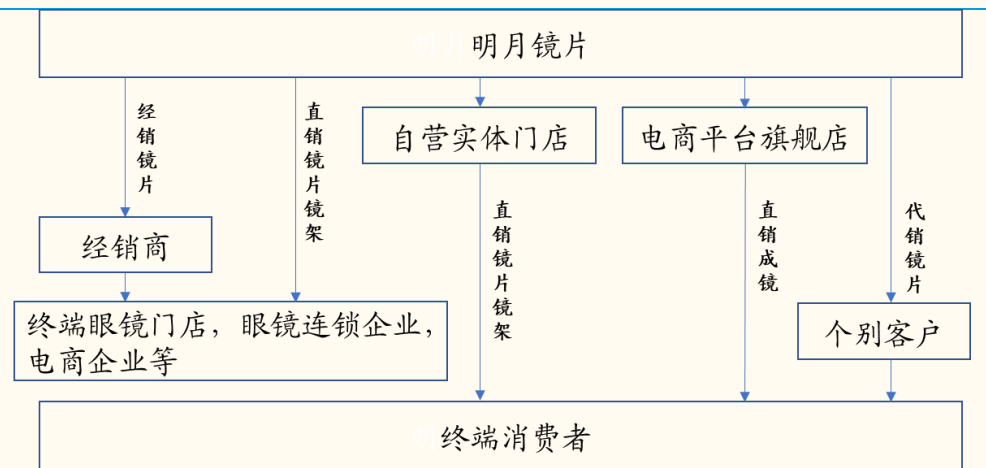 明月镜片
经销镜片
直销镜片镜架
自营实体门店
电商平台旗舰店
经销商
直销镜片镜架
直销成镜
代销镜片
终端眼镜门店，眼镜连锁企业，
电商企业等
个别客户
终端消费者